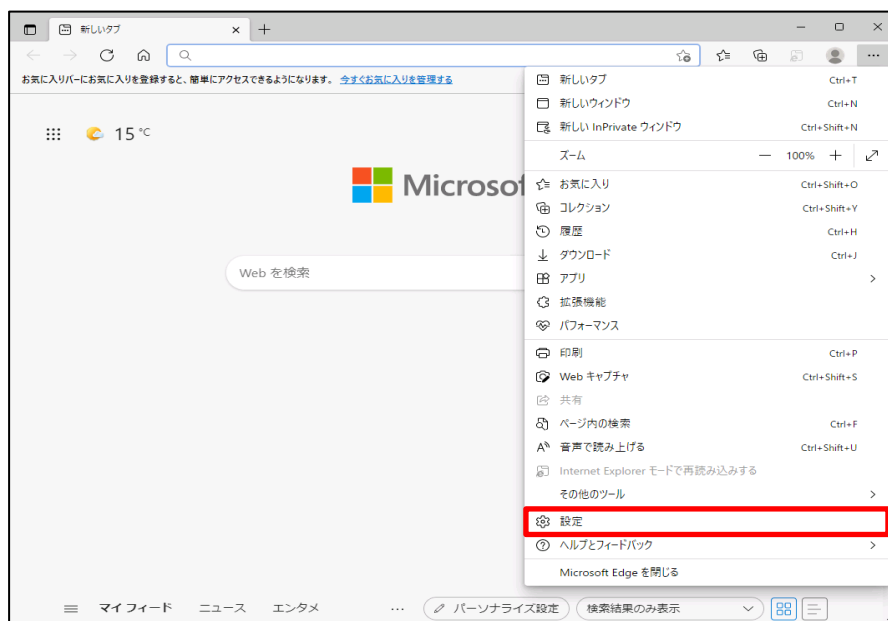 新しいタブ
お気に入りバーにお気に入りを登録すると、簡単にアクセスできるようになります。 今すぐお気に入りを管理する
15 °C
Microsof
Web を検索
新しいタブ Ctrl+T
新しいウィンドウ Ctrl+N
新しい InPrivate ウィンドウ Ctrl+Shift+N
ズーム — 100% +
お気に入り Ctrl+Shift+O
コレクション Ctrl+Shift+Y
履歴 Ctrl+H
ダウンロード Ctrl+J
アプリ
拡張機能
パフォーマンス
印刷 Ctrl+P
Web キャプチャ Ctrl+Shift+S
共有
ページ内の検索 Ctrl+F
音声で読み上げる Ctrl+Shift+U
Internet Explorer モードで再読み込みする
その他のツール
設定
ヘルプとフィードバック
Microsoft Edge を閉じる
マイ フィード ニュース エンタメ … パーソナライズ設定 検索結果のみ表示